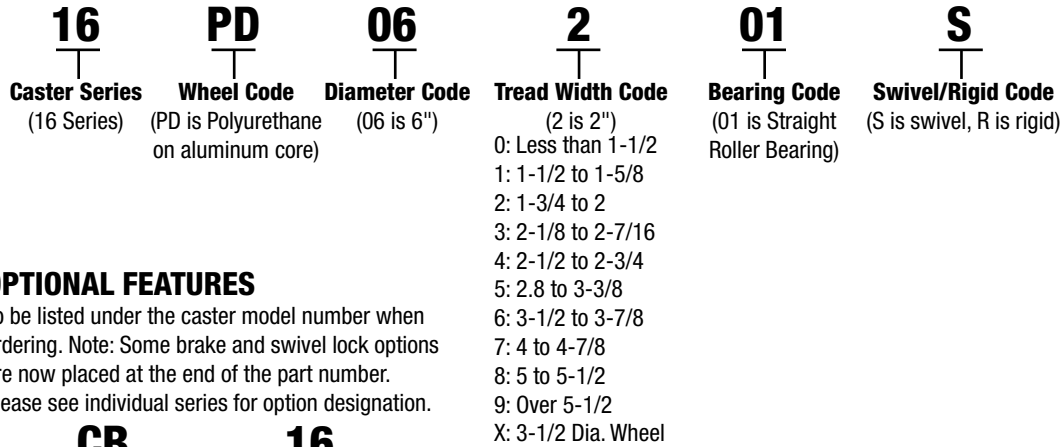 16 PD 06 2 01 S
Caster Series Wheel Code Diameter Code Tread Width Code Bearing Code Swivel/Rigid Code
(16 Series) (PD is Polyurethane (06 is 6") (2 is 2") (01 is Straight (S is swivel, R is rigid)
on aluminum core) Roller Bearing)
0: Less than 1-1/2
1: 1-1/2 to 1-5/8
2: 1-3/4 to 2
3: 2-1/8 to 2-7/16
4: 2-1/2 to 2-3/4
5: 2.8 to 3-3/8
6: 3-1/2 to 3-7/8
7: 4 to 4-7/8
8: 5 to 5-1/2
9: Over 5-1/2
X: 3-1/2 Dia. Wheel
PTIONAL FEATURES
o be listed under the caster model number when
rdering. Note: Some brake and swivel lock options
re now placed at the end of the part number.
lease see individual series for option designation.
CB 16